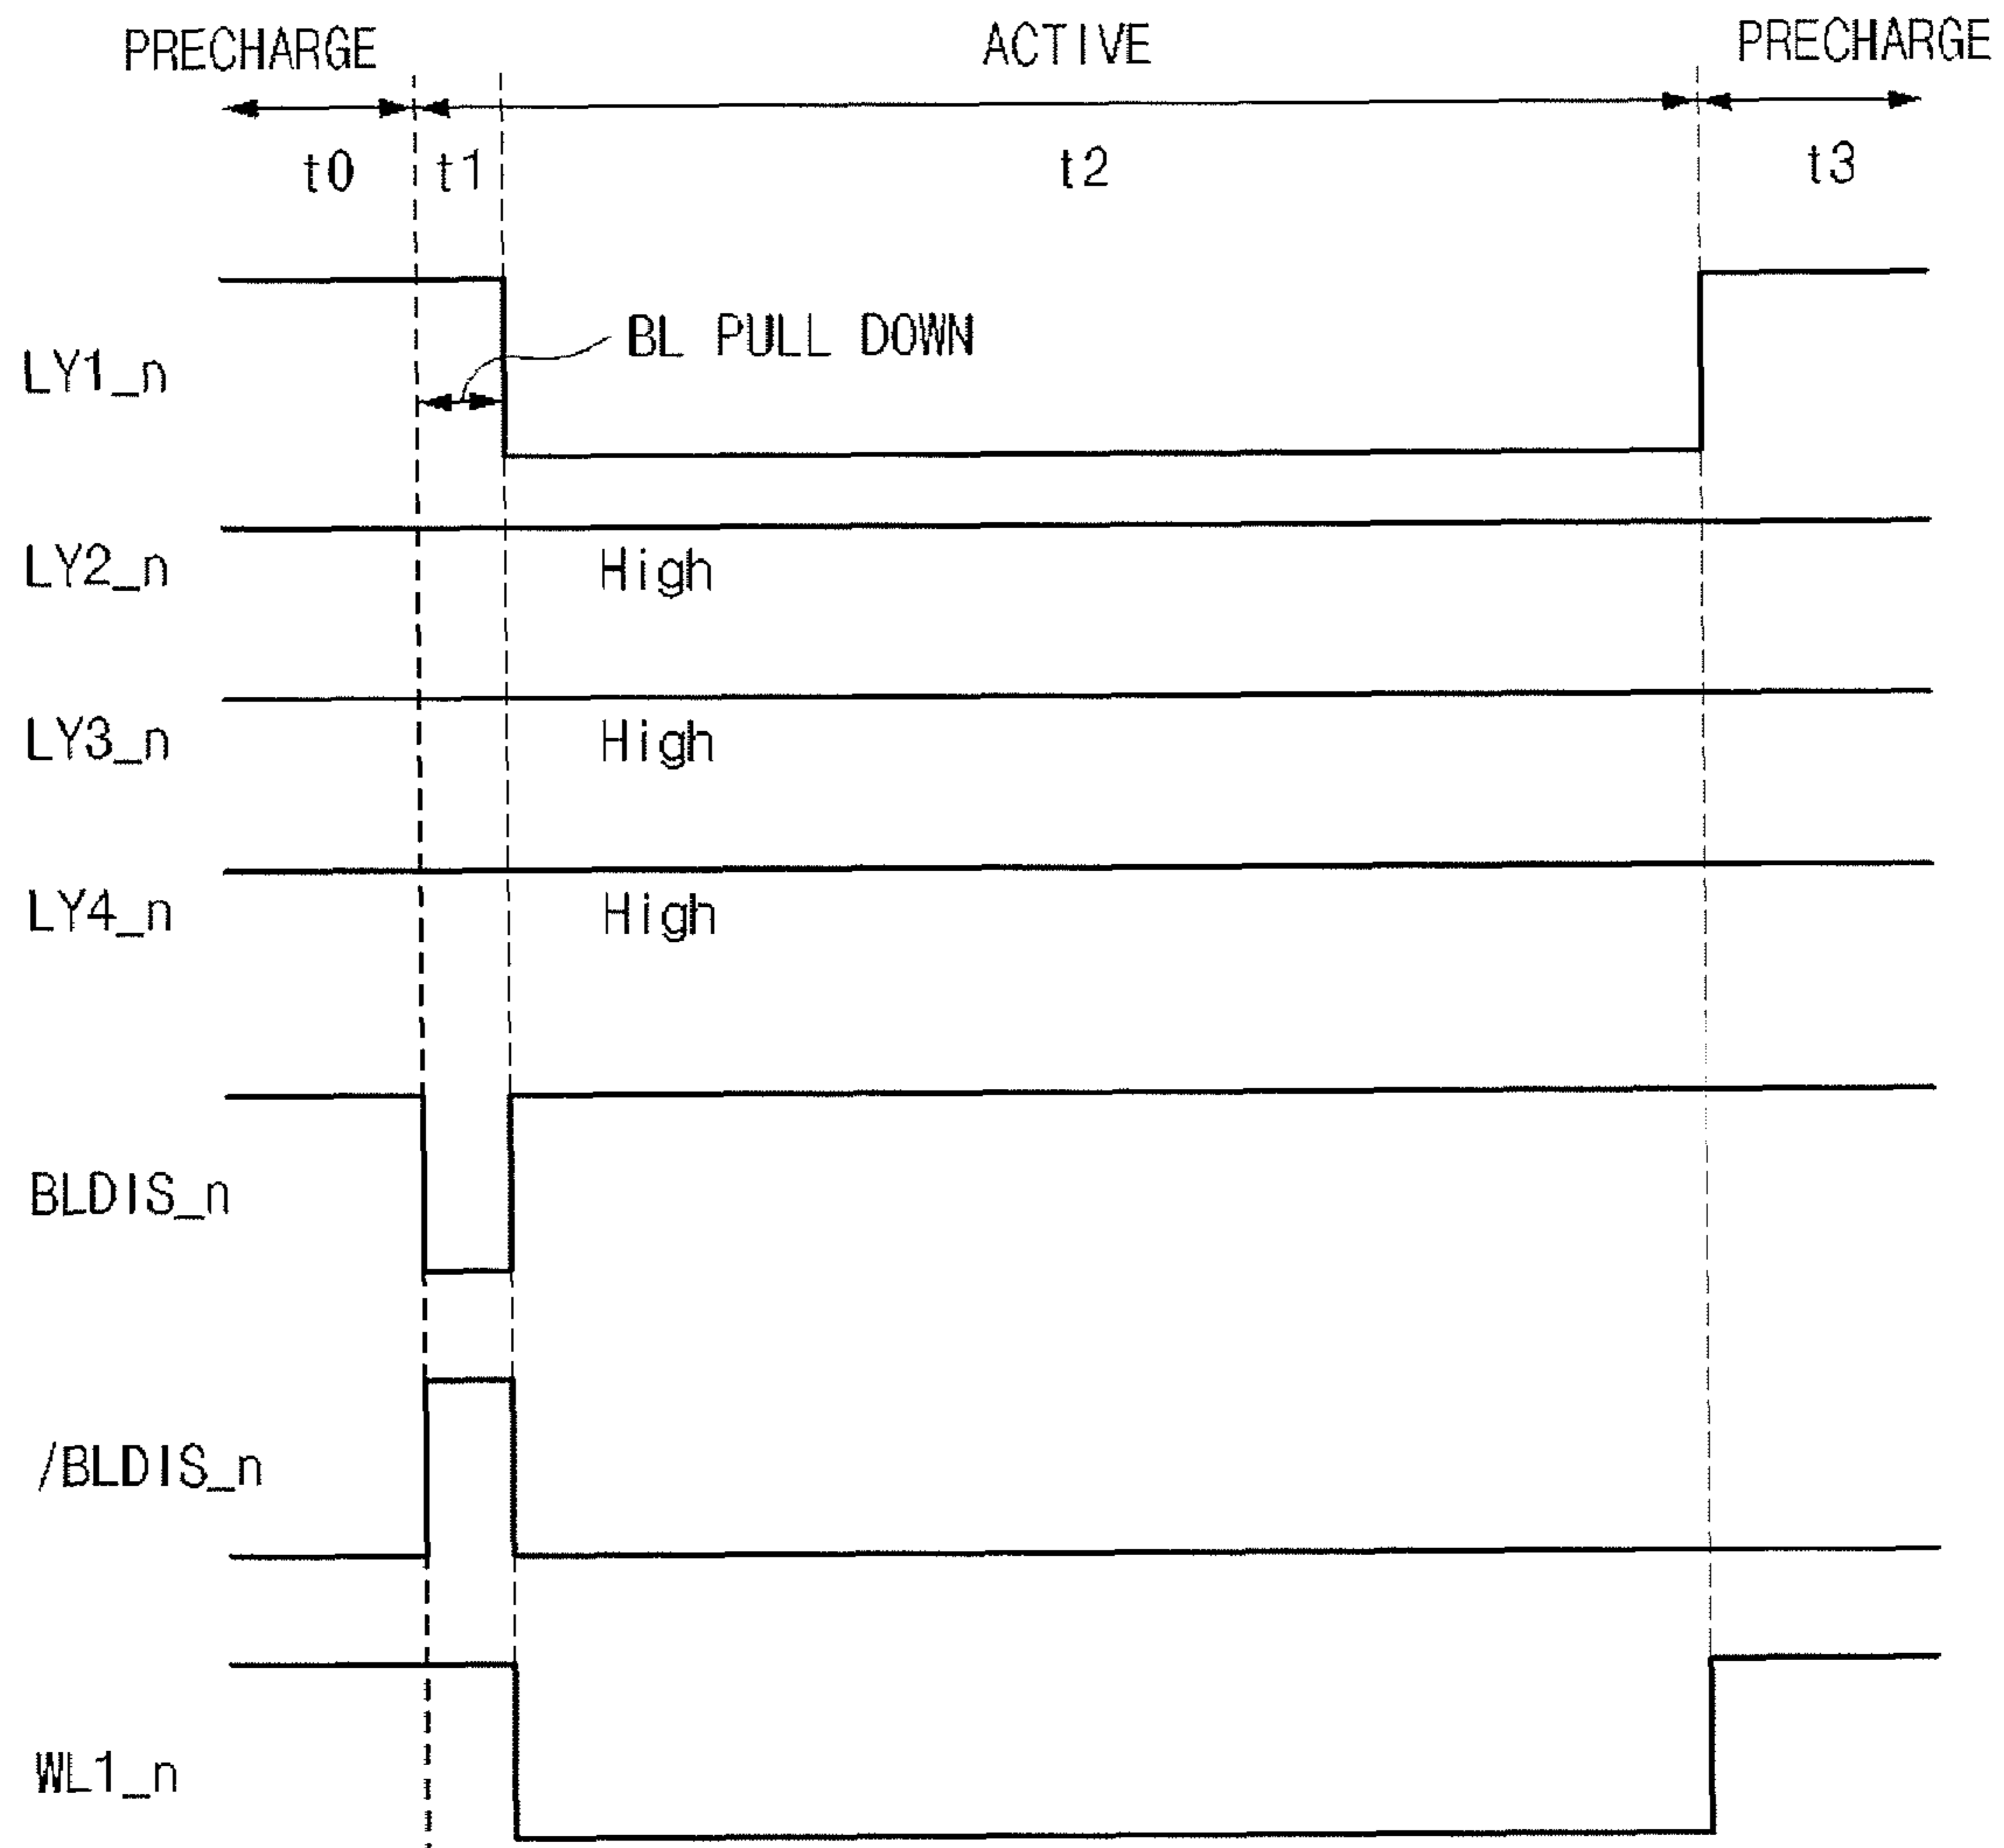 PRECHARGE ACTIVE PRECHARGE
t0 t1 t2 t3
BL PULL DOWN
LY1_n
LY2_n High
LY3_n High
LY4_n High
BLDIS_n
/BLDIS_n
WL1_n